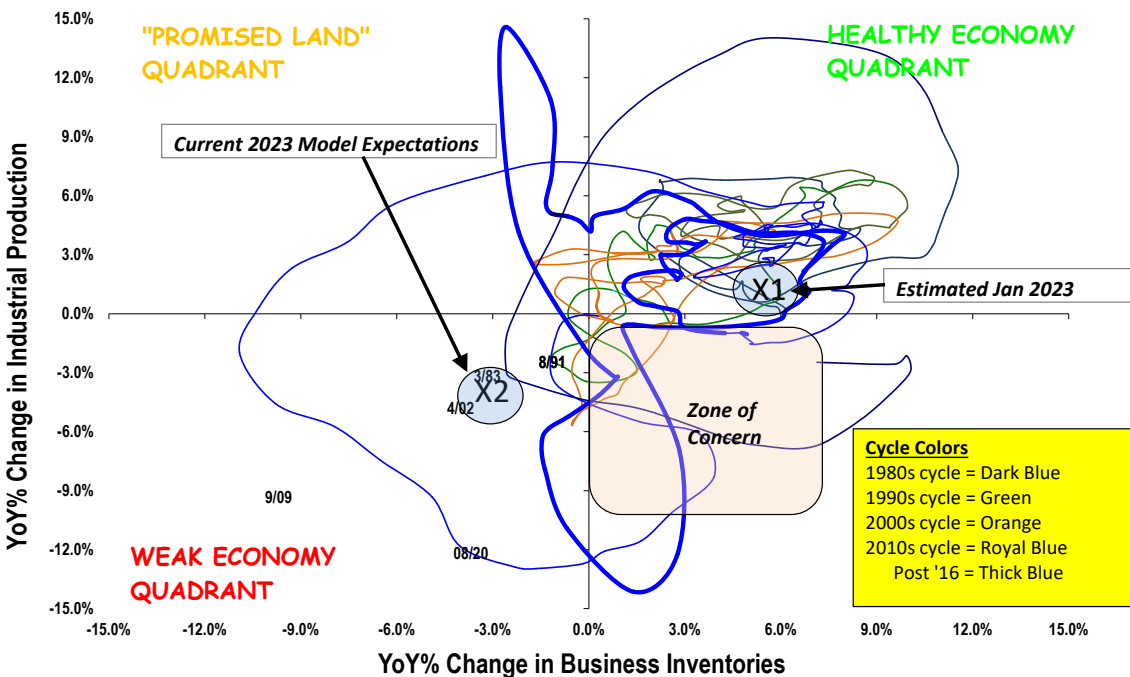 15.0%
"PROMISED LAND"
QUADRANT
HEALTHY ECONOMY
QUADRANT
12.0%
9.0%
Current 2023 Model Expectations
6.0%
3.0%
X1
Estimated Jan 2023
0.0%
8/91
-3.0%
3/83
X2
4/02
Zone of
Concern
-6.0%
-9.0%
9/09
-12.0%
08/20
WEAK ECONOMY
QUADRANT
-15.0%
Cycle Colors
1980s cycle = Dark Blue
1990s cycle = Green
2000s cycle = Orange
2010s cycle = Royal Blue
Post '16 = Thick Blue
-15.0% -12.0% -9.0% -6.0% -3.0% 0.0% 3.0% 6.0% 9.0% 12.0% 15.0%
YoY% Change in Business Inventories
YoY% Change in Industrial Production